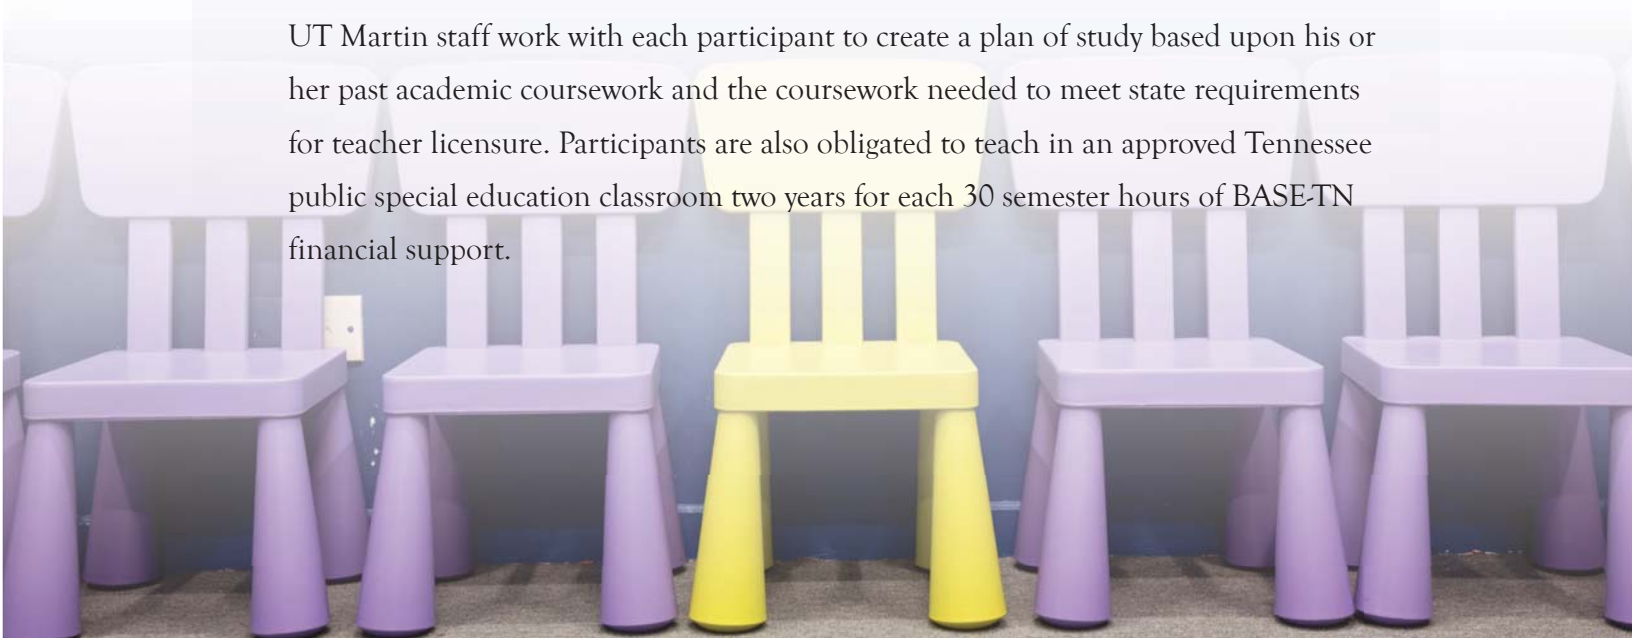 UT Martin staff work with each participant to create a plan of study based upon his or
her past academic coursework and the coursework needed to meet state requirements
for teacher licensure. Participants are also obligated to teach in an approved Tennessee
public special education classroom two years for each 30 semester hours of BASE-TN
financial support.